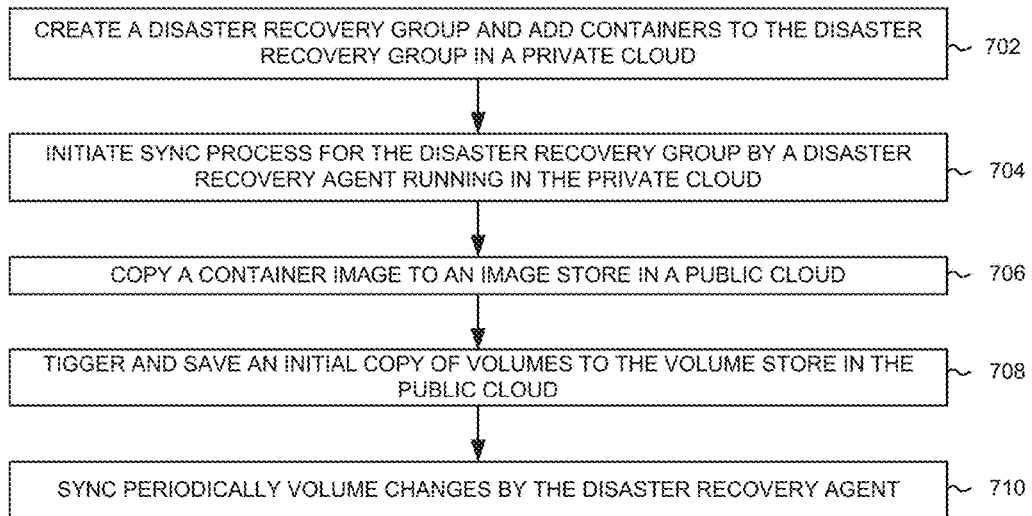 CREATE A DISASTER RECOVERY GROUP AND ADD CONTAINERS TO THE DISASTER
RECOVERY GROUP IN A PRIVATE CLOUD
702
INITIATE SYNC PROCESS FOR THE DISASTER RECOVERY GROUP BY A DISASTER
RECOVERY AGENT RUNNING IN THE PRIVATE CLOUD
704
COPY A CONTAINER IMAGE TO AN IMAGE STORE IN A PUBLIC CLOUD
706
TIGGER AND SAVE AN INITIAL COPY OF VOLUMES TO THE VOLUME STORE IN THE
PUBLIC CLOUD
708
SYNC PERIODICALLY VOLUME CHANGES BY THE DISASTER RECOVERY AGENT
710